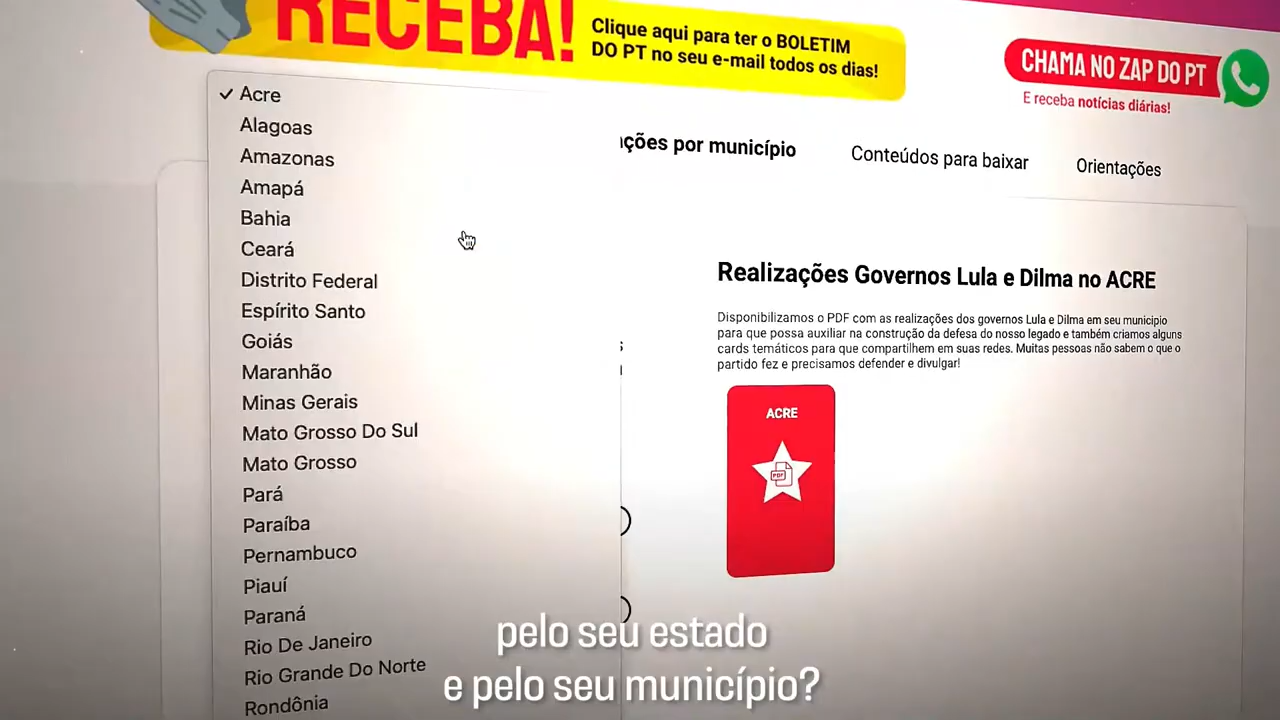 RECEBA!
Clique aqui para ter o BOLETIM
DO PT no seu e-mail todos os dias!
CHAMA NO ZAP DO PT
E receba notícias diárias!
ções por município
Conteúdos para baixar
Orientações
Acre
Alagoas
Amazonas
Amapá
Bahia
Ceará
Distrito Federal
Espírito Santo
Goiás
Maranhão
Minas Gerais
Mato Grosso Do Sul
Mato Grosso
Pará
Paraíba
Pernambuco
Piauí
Paraná
Rio De Janeiro
Rio Grande Do Norte
Rondônia
Realizações Governos Lula e Dilma no ACRE
Disponibilizamos o PDF com as realizações dos governos Lula e Dilma em seu municipio
para que possa auxiliar na construção da defesa do nosso legado e também criamos alguns
cards temáticos para que compartilhem em suas redes. Muitas pessoas não sabem o que o
partido fez e precisamos defender e divulgar!
ACRE
PDF
pelo seu estado
e pelo seu município?